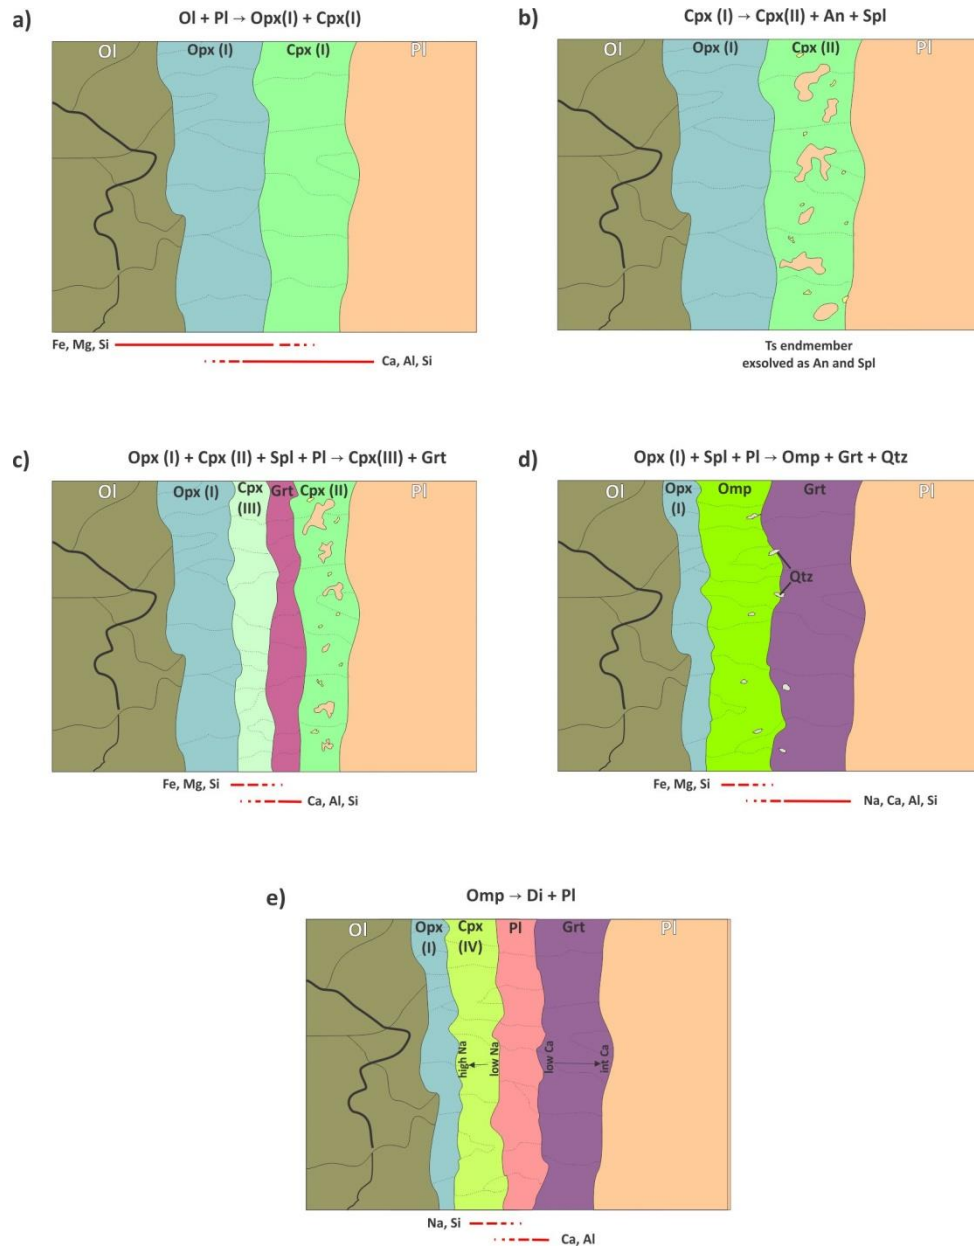 a)
Ol + Pl → Opx(I) + Cpx(I)
Ol
Opx (I)
Cpx (I)
Pl
Fe, Mg, Si
Ca, Al, Si
b)
Cpx (I) → Cpx(II) + An + Spl
Ol
Opx (I)
Cpx (II)
Pl
Ts endmember
exsolved as An and Spl
c)
Opx (I) + Cpx (II) + Spl + Pl → Cpx(III) + Grt
Ol
Opx (I)
Cpx
(III)
Grt
Cpx (II)
Pl
Fe, Mg, Si
Ca, Al, Si
d)
Opx (I) + Spl + Pl → Omp + Grt + Qtz
Ol
Opx
(I)
Omp
Grt
Pl
Qtz
Fe, Mg, Si
Na, Ca, Al, Si
e)
Omp → Di + Pl
Ol
Opx
(I)
Cpx
(IV)
Pl
Grt
Pl
high Na
low Na
low Ca
int Ca
Na, Si
Ca, Al